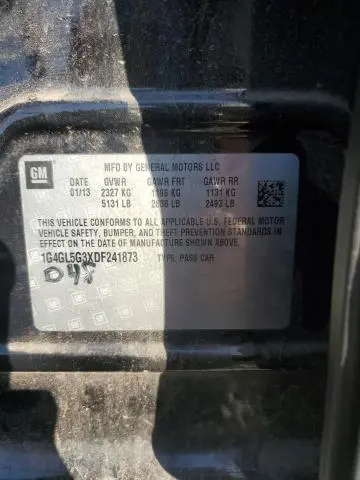 GM
MFD BY GENERAL MOTORS LLC
DATE GVWR GAWR FRT GAWR RR
01/13 2327 KG 1195 KG 1131 KG
5131 LB 2636 LB 2493 LB
THIS VEHICLE CONFORMS TO ALL APPLICABLE U.S. FEDERAL MOTOR
VEHICLE SAFETY, BUMPER, AND THEFT PREVENTION STANDARDS
IN EFFECT ON THE DATE OF MANUFACTURE SHOWN ABOVE.
1G4GL5G3XDF241873 TYPE: PASS CAR